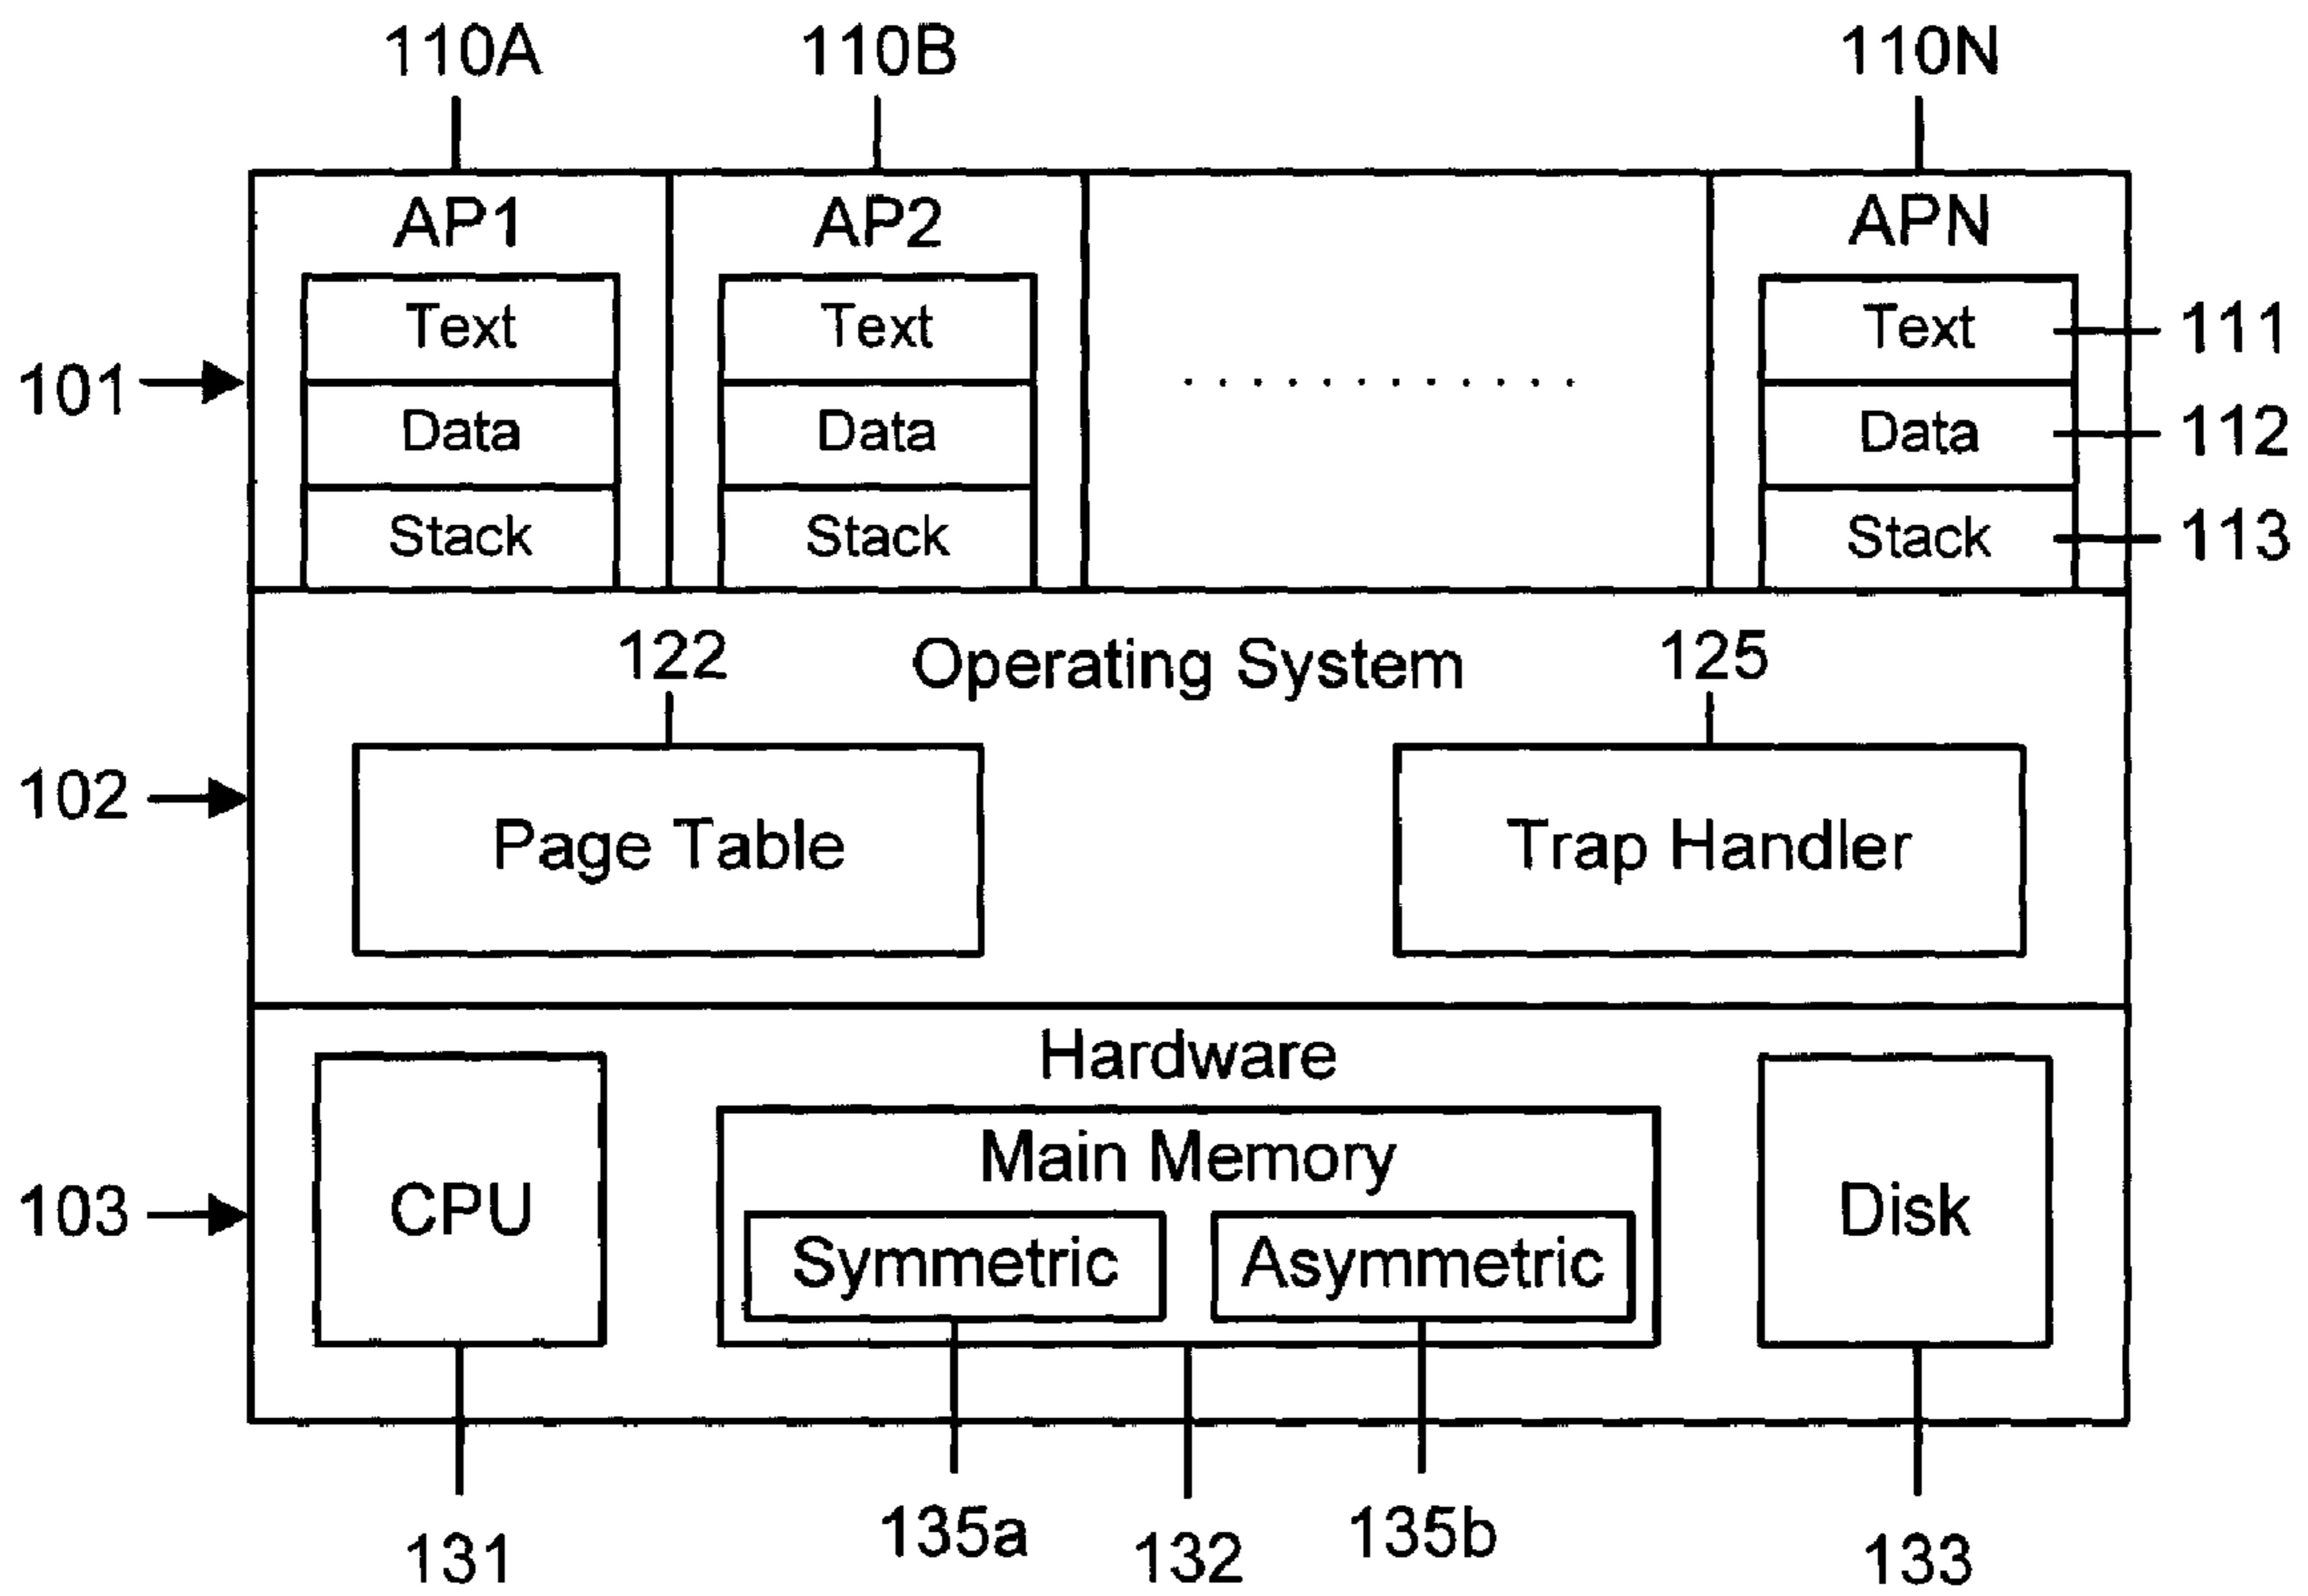 110A 110B 110N
AP1 AP2 APN
Text Text Text 111
101 .............
Data Data Data 112
Stack Stack Stack 113
122 Operating System 125
102
Page Table Trap Handler
Hardware
Main Memory
103 CPU Disk
Symmetric Asymmetric
135a 135b
131 132 133